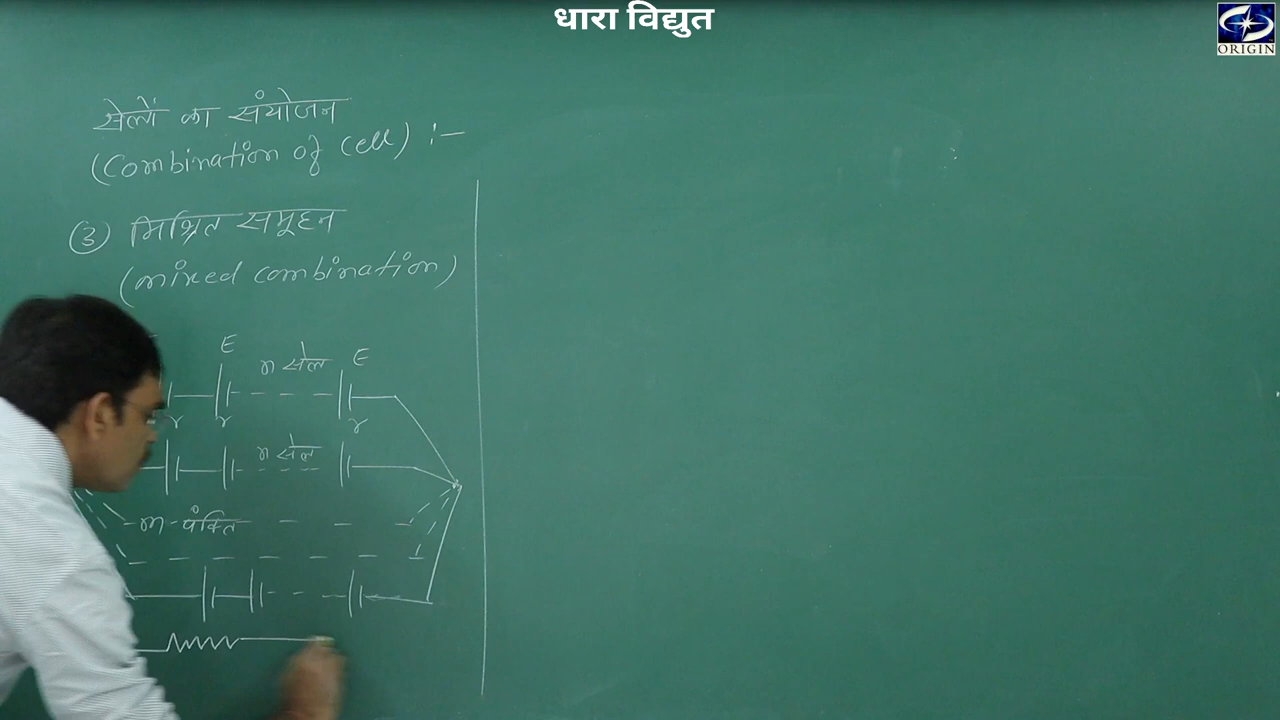 धारा विद्युत
ORIGIN
सेलों का संयोजन
(Combination of Cell) :-
③ मिश्रित समूहन
(mixed combination)
E n सेल E
r r r
n सेल
m - पंक्ति